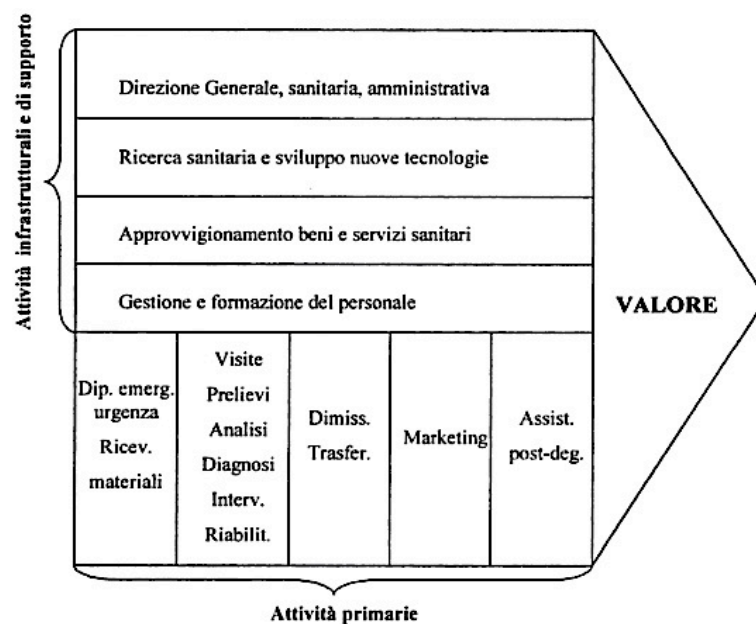 Attività infrastrutturali e di supporto
Direzione Generale, sanitaria, amministrativa
Ricerca sanitaria e sviluppo nuove tecnologie
Approvvigionamento beni e servizi sanitari
Gestione e formazione del personale
VALORE
Dip. emerg.
urgenza
Ricev.
materiali
Visite
Prelievi
Analisi
Diagnosi
Interv.
Riabilit.
Dimiss.
Trasfer.
Marketing
Assist.
post-deg.
Attività primarie